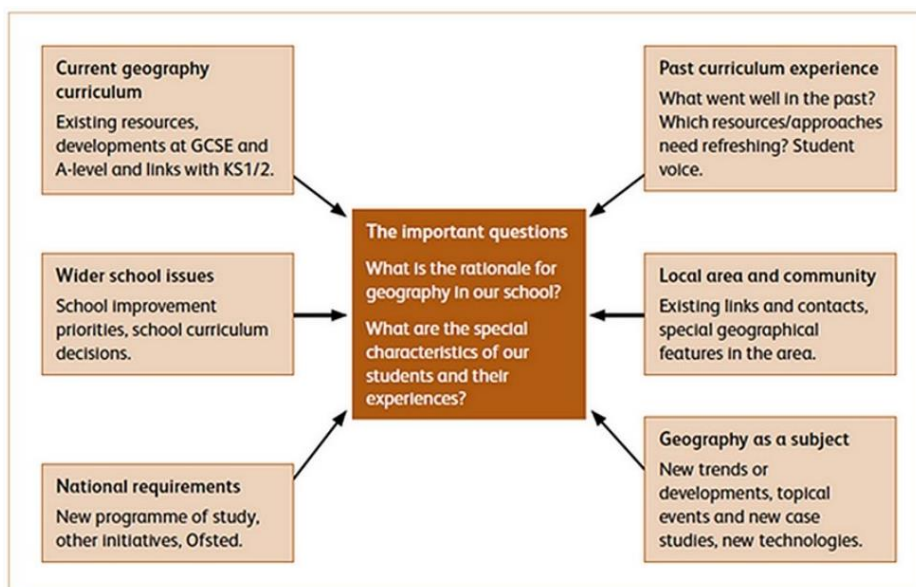 Current geography
curriculum
Existing resources,
developments at GCSE and
A-level and links with KS1/2.
Past curriculum experience
What went well in the past?
Which resources/approaches
need refreshing? Student
voice.
The important questions
What is the rationale for
geography in our school?
What are the special
characteristics of our
students and their
experiences?
Wider school issues
School improvement
priorities, school curriculum
decisions.
Local area and community
Existing links and contacts,
special geographical
features in the area.
National requirements
New programme of study,
other initiatives, Ofsted.
Geography as a subject
New trends or
developments, topical
events and new case
studies, new technologies.